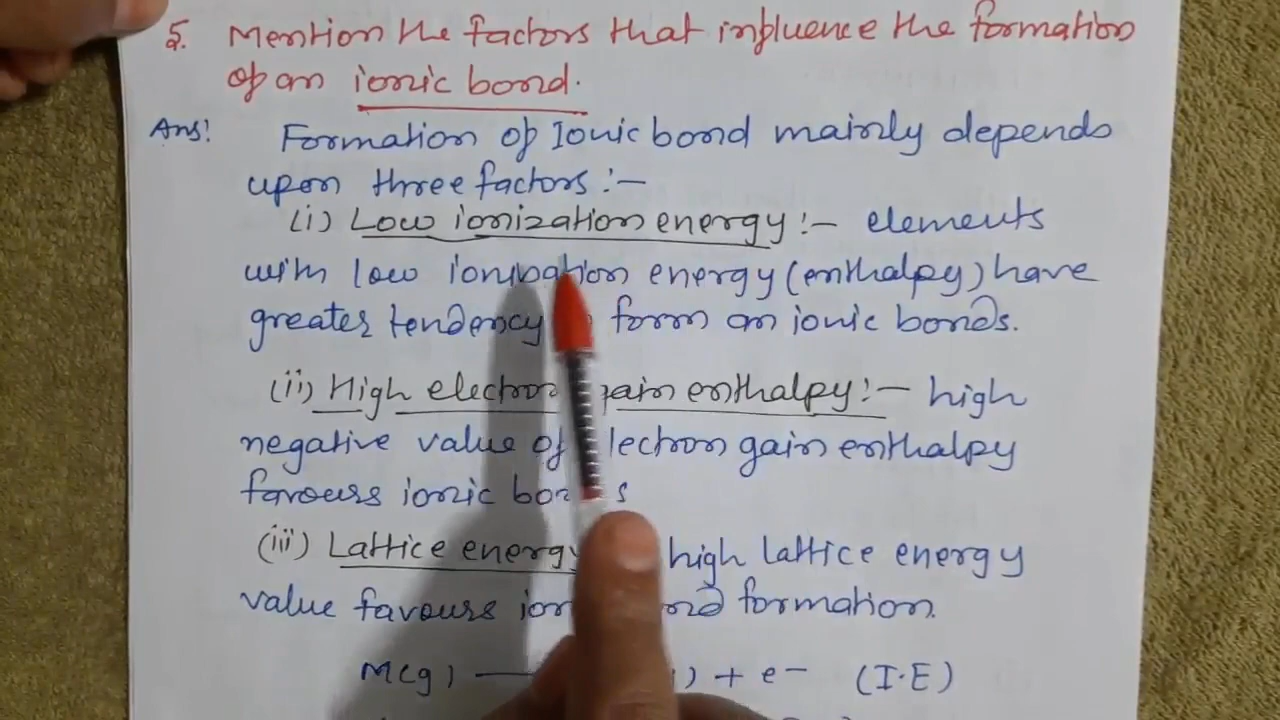 5. Mention the factors that influence the formation
of an ionic bond.
Ans: Formation of Ionic bond mainly depends
upon three factors :-
(i) Low ionization energy :- elements
with low ionization energy (enthalpy) have
greater tendency form an ionic bonds.
(ii) High electron gain enthalpy :- high
negative value of electron gain enthalpy
favours ionic
(iii) Lattice energy high lattice energy
value favours formation.
M(g) + e- (I.E)